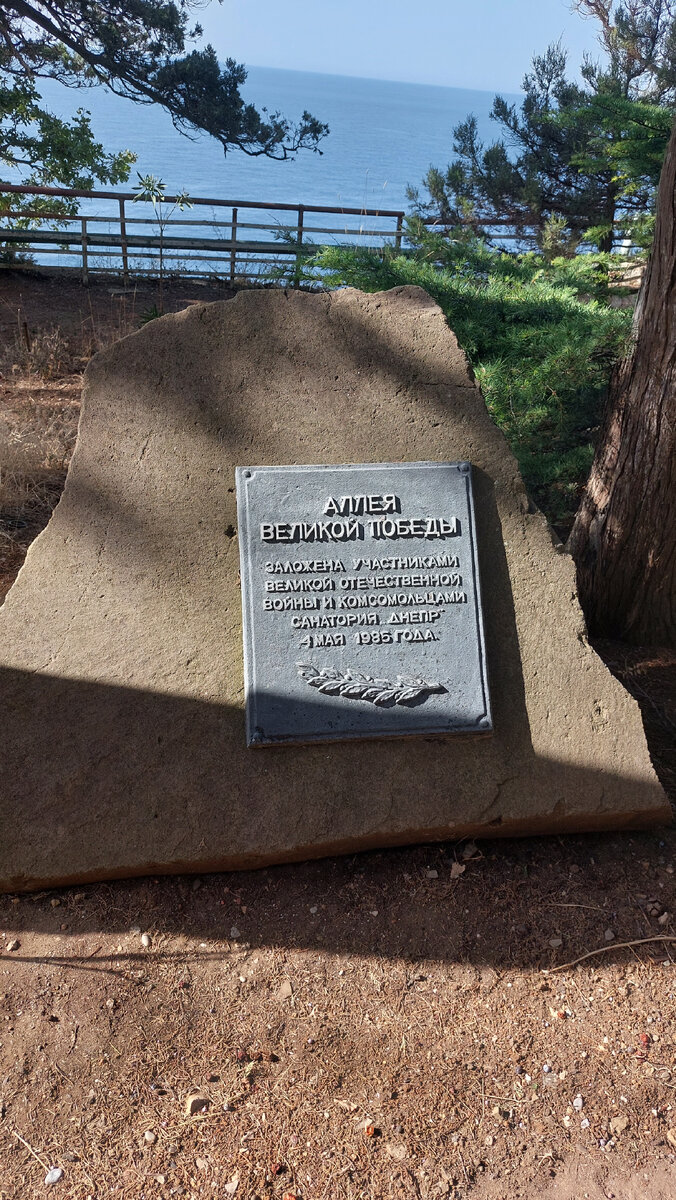 АЛЛЕЯ
ВЕЛИКОЙ ПОБЕДЫ
ЗАЛОЖЕНА УЧАСТНИКАМИ
ВЕЛИКОЙ ОТЕЧЕСТВЕННОЙ
ВОЙНЫ И КОМСОМОЛЬЦАМИ
САНАТОРИЯ „ДНЕПР”
4 МАЯ 1985 ГОДА.